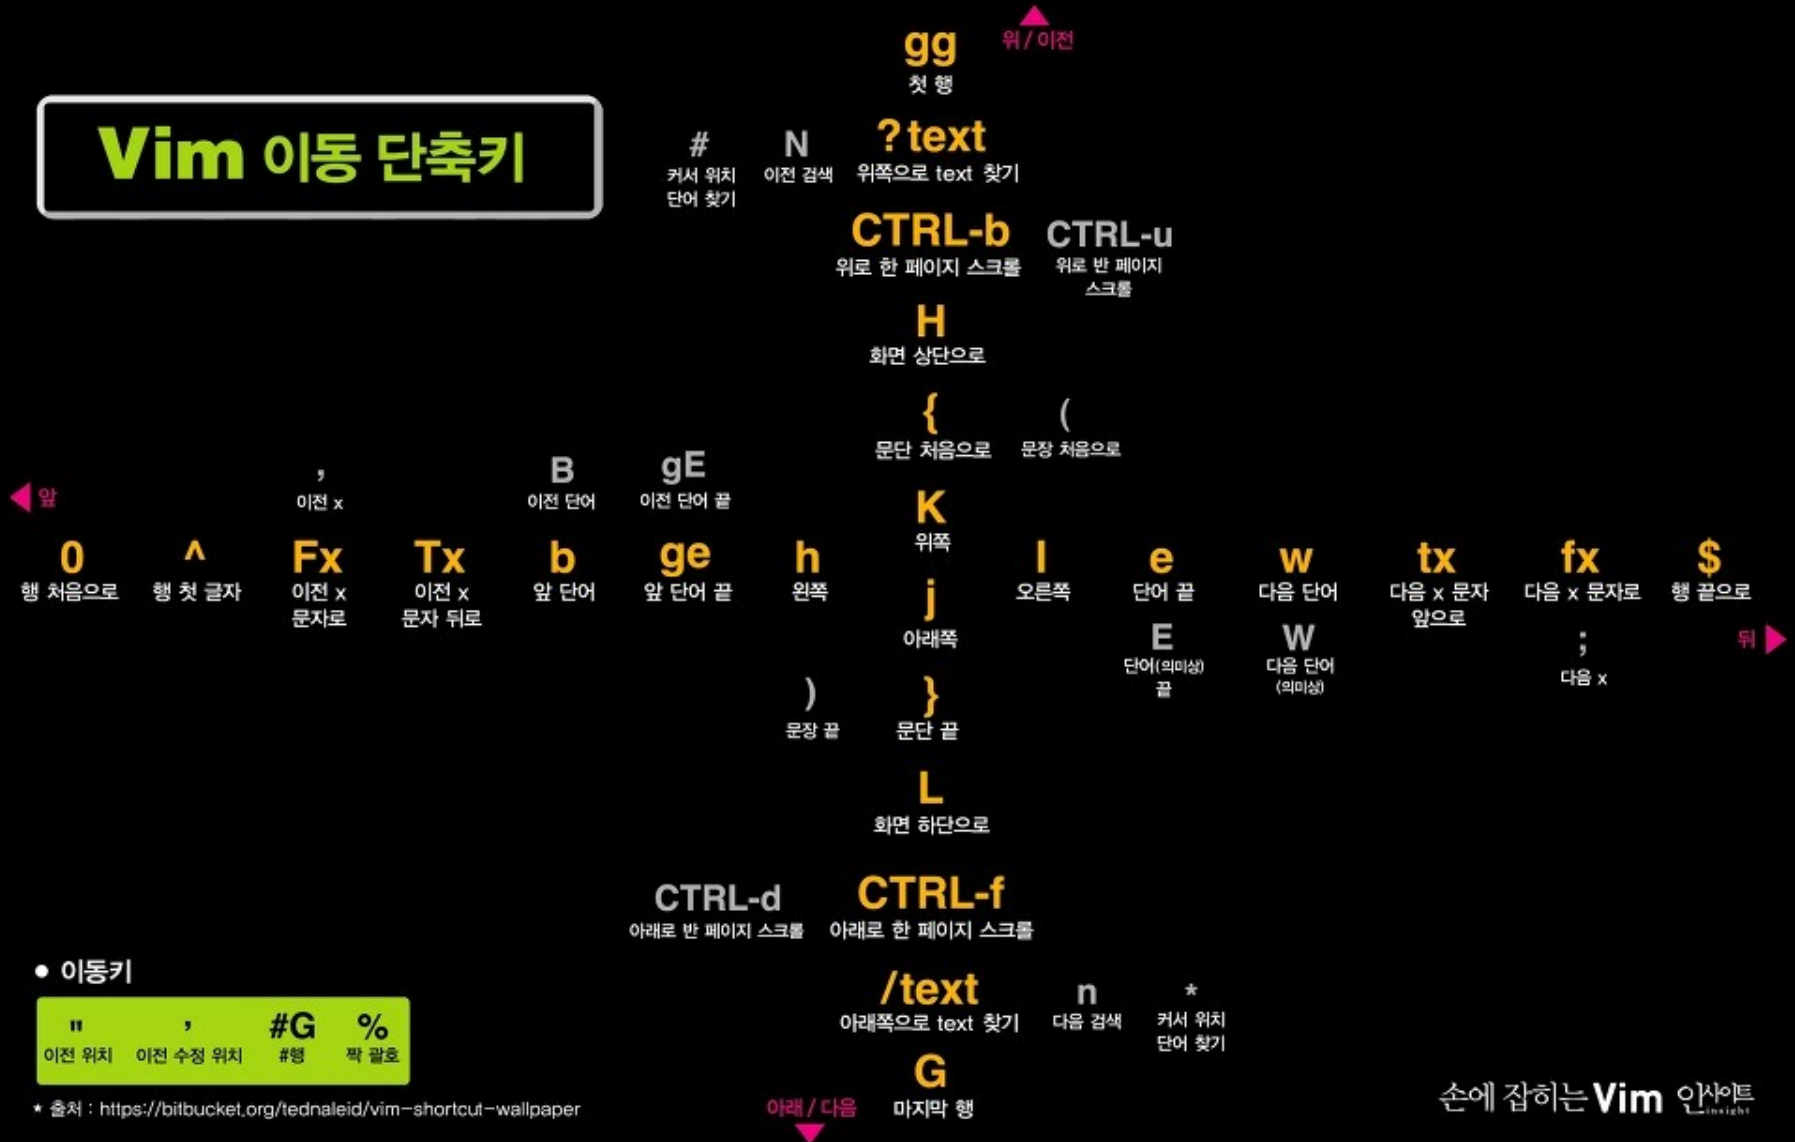 위 / 이전
gg
첫 행
Vim 이동 단축키
# N ?text
커서 위치 이전 검색 위쪽으로 text 찾기
단어 찾기
CTRL-b CTRL-u
위로 한 페이지 스크롤 위로 반 페이지
스크롤
H
화면 상단으로
{ (
문단 처음으로 문장 처음으로
, B gE
앞 이전 x 이전 단어 이전 단어 끝
K
위쪽
0 ^ Fx Tx b ge h l e w tx fx $
행 처음으로 행 첫 글자 이전 x 이전 x 앞 단어 앞 단어 끝 왼쪽 오른쪽 단어 끝 다음 단어 다음 x 문자 다음 x 문자로 행 끝으로
문자로 문자 뒤로 앞으로
j
아래쪽
E W ; 뒤
단어(의미상) 다음 단어 다음 x
끝 (의미상)
) }
문장 끝 문단 끝
L
화면 하단으로
CTRL-d CTRL-f
아래로 반 페이지 스크롤 아래로 한 페이지 스크롤
● 이동키
" , #G %
이전 위치 이전 수정 위치 #행 짝 괄호
/text n *
아래쪽으로 text 찾기 다음 검색 커서 위치
단어 찾기
G
아래 / 다음 마지막 행
* 출처 : https://bitbucket.org/tednaleid/vim-shortcut-wallpaper
손에 잡히는 Vim 인사이트
insight